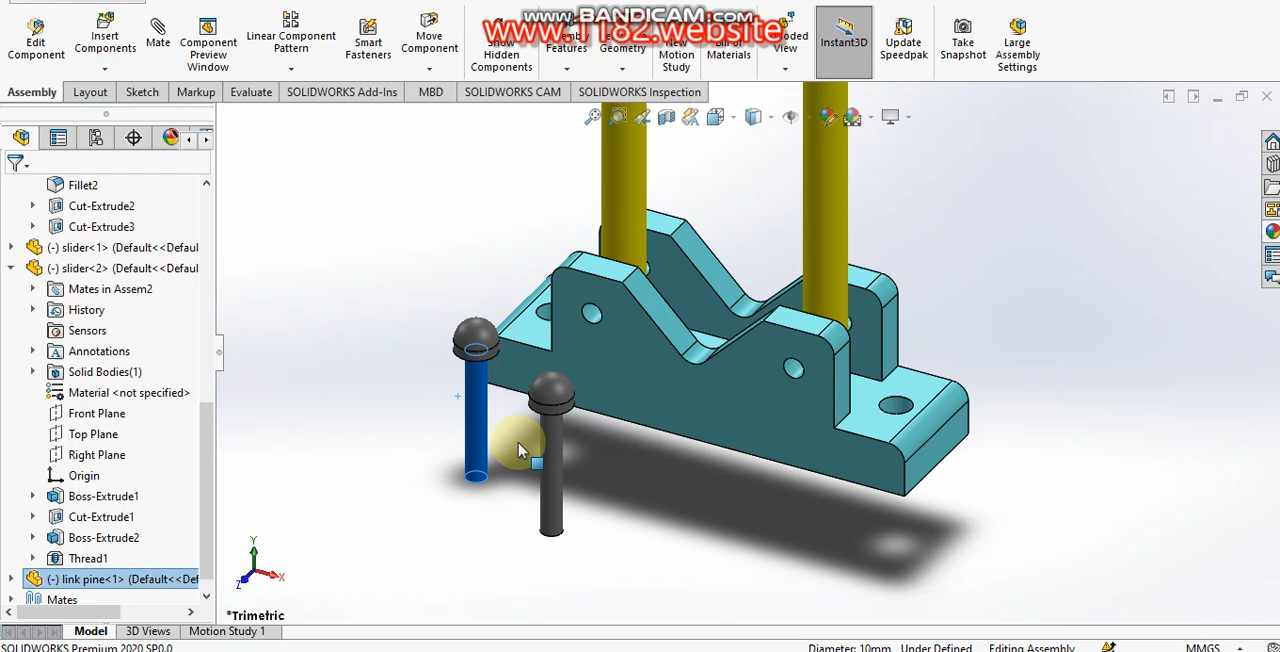 www.BANDICAM.com
www.1182.website
Edit Component
Insert Components
Mate
Component Preview Window
Linear Component Pattern
Smart Fasteners
Move Component
Show Hidden Components
Features
Geometry
New Motion Study
Materials
View
Instant3D
Update Speedpak
Take Snapshot
Large Assembly Settings
Assembly
Layout
Sketch
Markup
Evaluate
SOLIDWORKS Add-Ins
MBD
SOLIDWORKS CAM
SOLIDWORKS Inspection
Fillet2
Cut-Extrude2
Cut-Extrude3
(-) slider<1> (Default<<Defaul
(-) slider<2> (Default<<Defaul
Mates in Assem2
History
Sensors
Annotations
Solid Bodies(1)
Material <not specified>
Front Plane
Top Plane
Right Plane
Origin
Boss-Extrude1
Cut-Extrude1
Boss-Extrude2
Thread1
(-) link pine<1> (Default<<Def
Mates
Y
X
Z
*Trimetric
Model
3D Views
Motion Study 1
SOLIDWORKS Premium 2020 SP0.0
Diameter: 10mm
Under Defined
Editing Assembly
MMGS